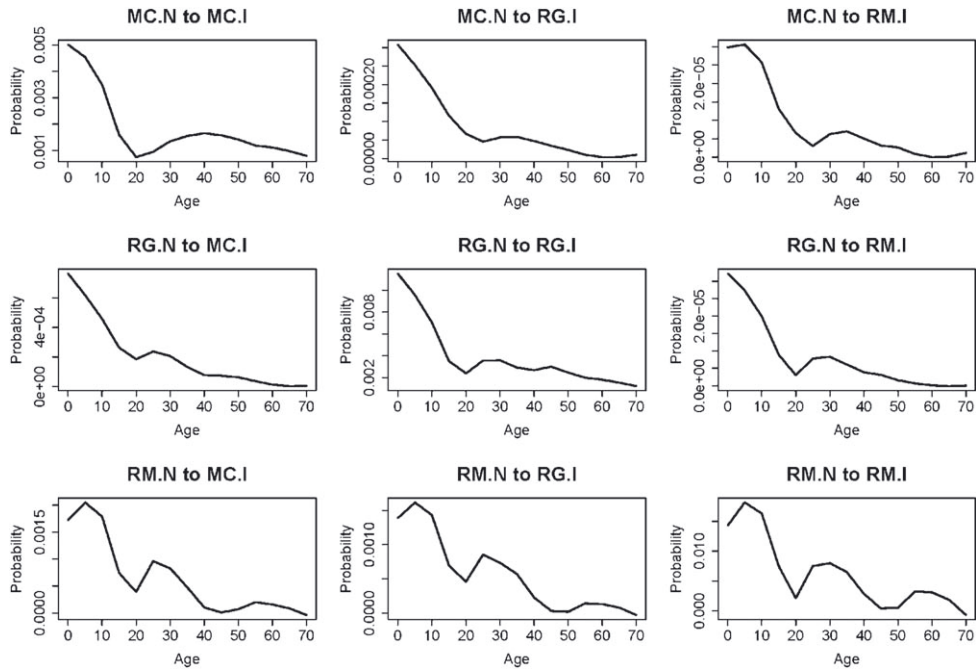 MC.N to MC.I
MC.N to RG.I
MC.N to RM.I
Probability
0.001 0.003 0.005
0 10 20 30 40 50 60 70
Age
Probability
0.00000 0.00020
0 10 20 30 40 50 60 70
Age
Probability
0.0e+00 2.0e-05
0 10 20 30 40 50 60 70
Age
RG.N to MC.I
RG.N to RG.I
RG.N to RM.I
Probability
0e+00 4e-04
0 10 20 30 40 50 60 70
Age
Probability
0.002 0.008
0 10 20 30 40 50 60 70
Age
Probability
0.0e+00 2.0e-05
0 10 20 30 40 50 60 70
Age
RM.N to MC.I
RM.N to RG.I
RM.N to RM.I
Probability
0.0000 0.0015
0 10 20 30 40 50 60 70
Age
Probability
0.0000 0.0010
0 10 20 30 40 50 60 70
Age
Probability
0.000 0.010
0 10 20 30 40 50 60 70
Age